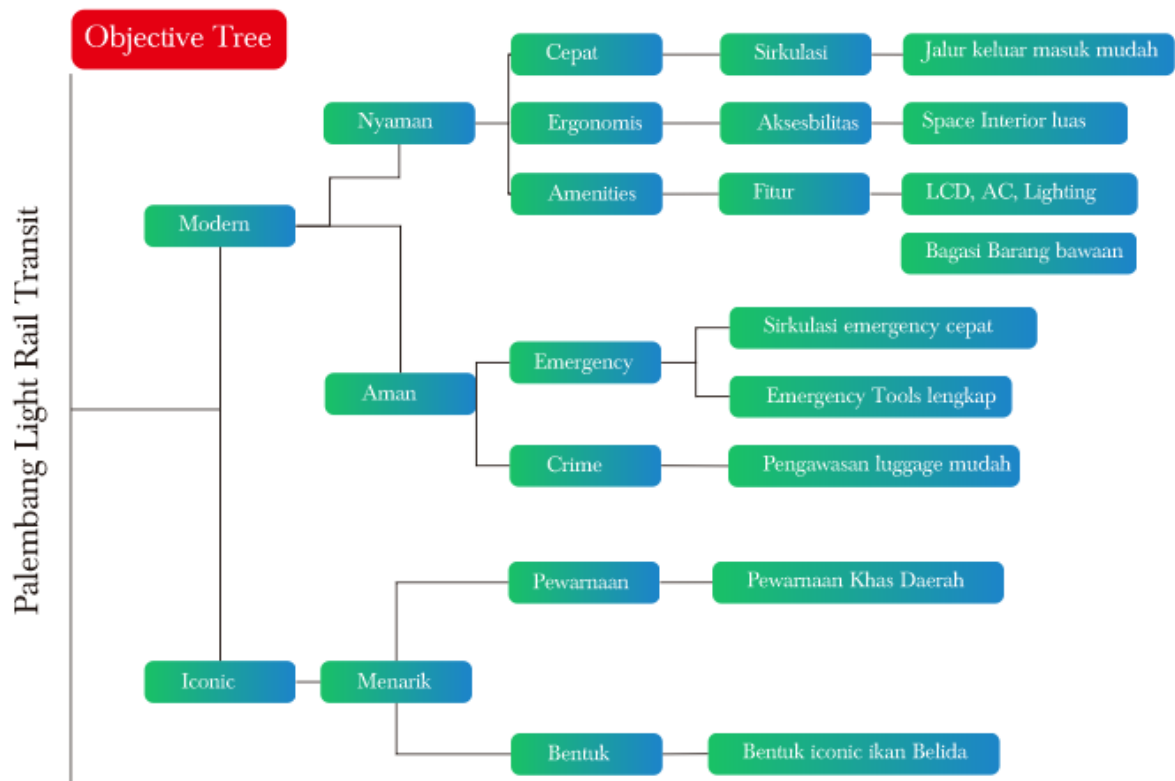 Objective Tree
Palembang Light Rail Transit
Modern
Nyaman
Cepat
Sirkulasi
Jalur keluar masuk mudah
Ergonomis
Aksesbilitas
Space Interior luas
Amenities
Fitur
LCD, AC, Lighting
Bagasi Barang bawaan
Aman
Emergency
Sirkulasi emergency cepat
Emergency Tools lengkap
Crime
Pengawasan luggage mudah
Iconic
Menarik
Pewarnaan
Pewarnaan Khas Daerah
Bentuk
Bentuk iconic ikan Belida